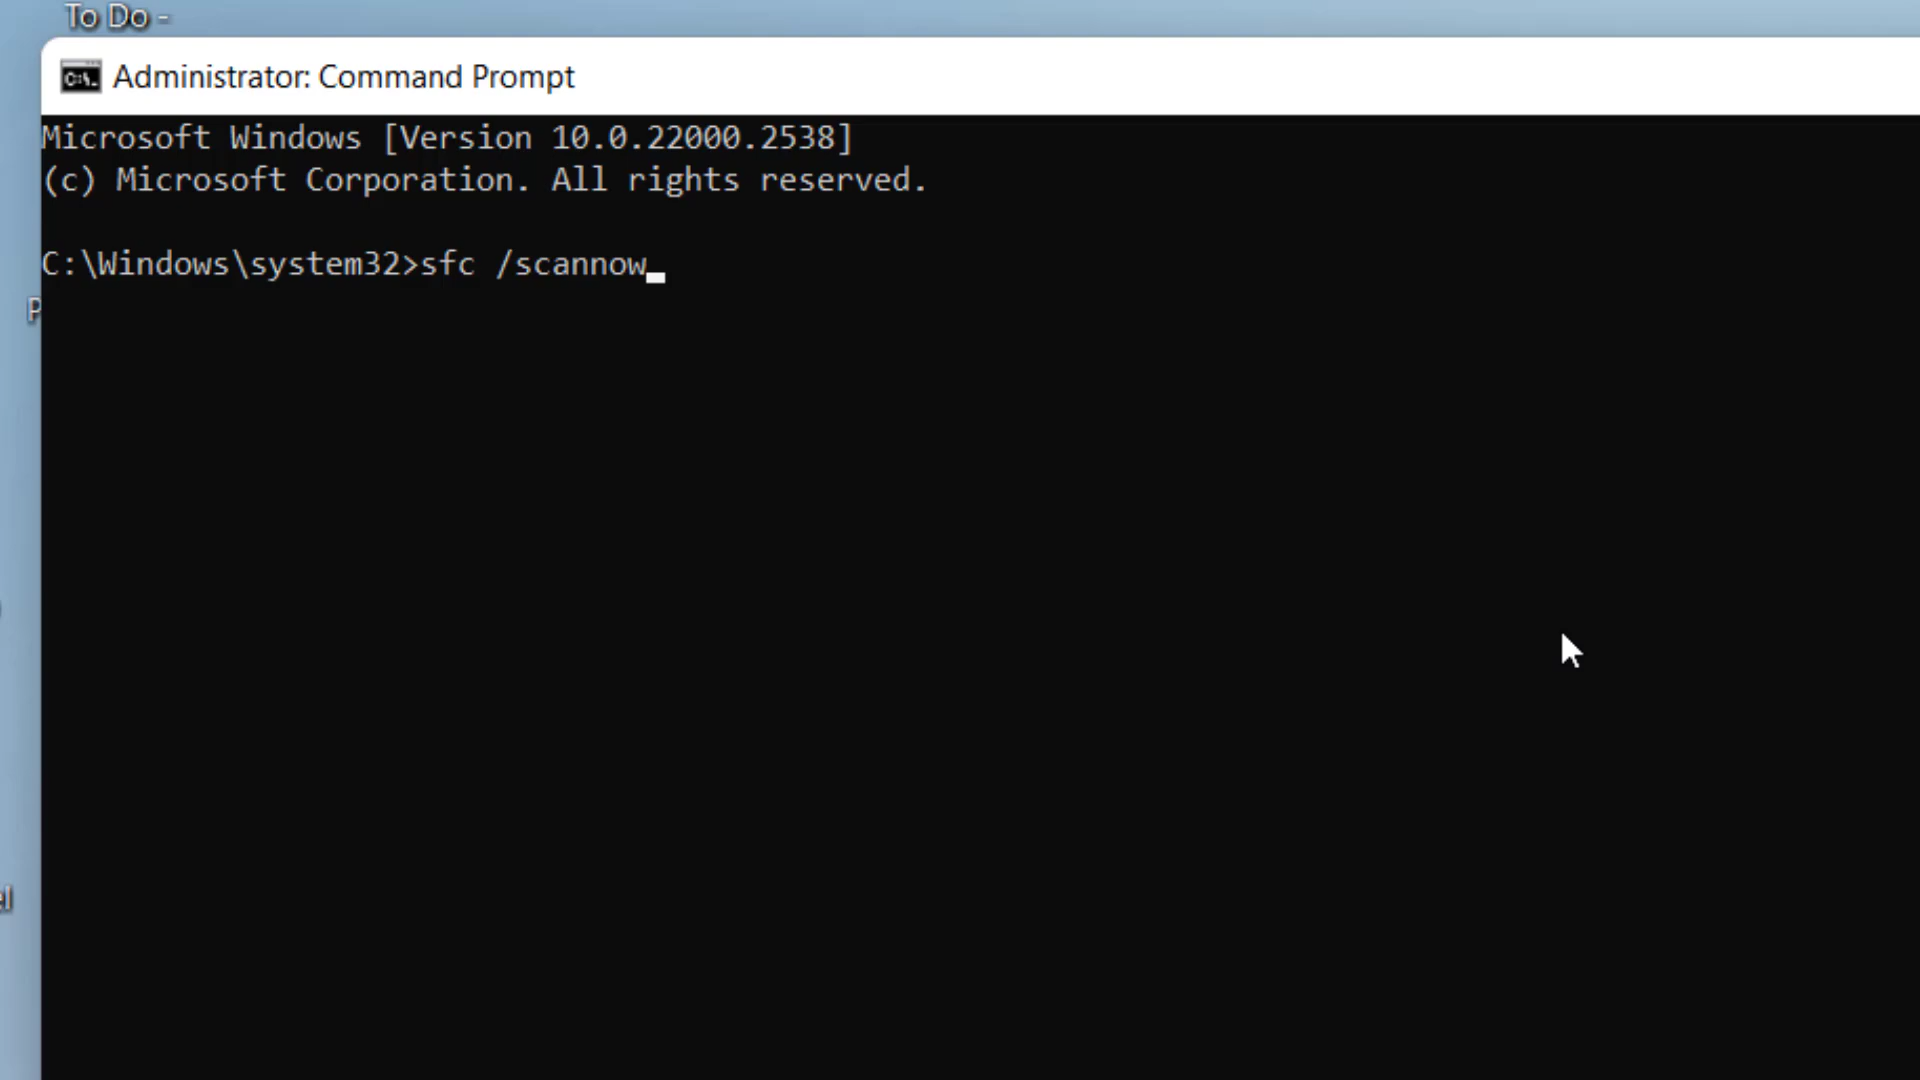 To Do -
Administrator: Command Prompt
Microsoft Windows [Version 10.0.22000.2538]
(c) Microsoft Corporation. All rights reserved.
C:\Windows\system32>sfc /scannow
P
el